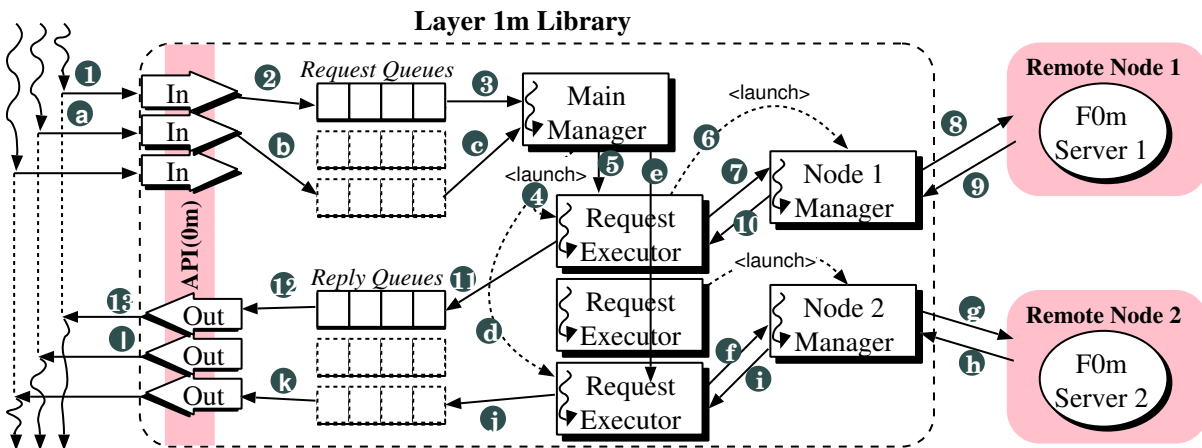 Layer 1m Library
1
2
Request Queues
3
In
a
In
b
c
In
Main
Manager
<launch>
6
5
e
<launch>
4
7
8
9
10
Node 1
Manager
Remote Node 1
F0m
Server 1
Request
Executor
API(0m)
Reply Queues
11
12
13
Out
l
Out
k
Out
j
d
<launch>
Request
Executor
f
i
Request
Executor
Node 2
Manager
g
h
Remote Node 2
F0m
Server 2